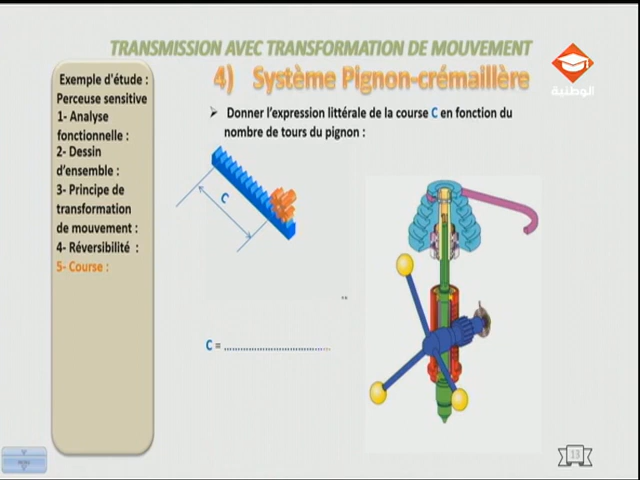 TRANSMISSION AVEC TRANSFORMATION DE MOUVEMENT
4) Système Pignon-crémaillère
الوطنية
Exemple d'étude :
Perceuse sensitive
1- Analyse
fonctionnelle :
2- Dessin
d'ensemble :
3- Principe de
transformation
de mouvement :
4- Réversibilité :
5- Course :
➢ Donner l'expression littérale de la course C en fonction du
nombre de tours du pignon :
C
..
C = ......................................
MENU
13